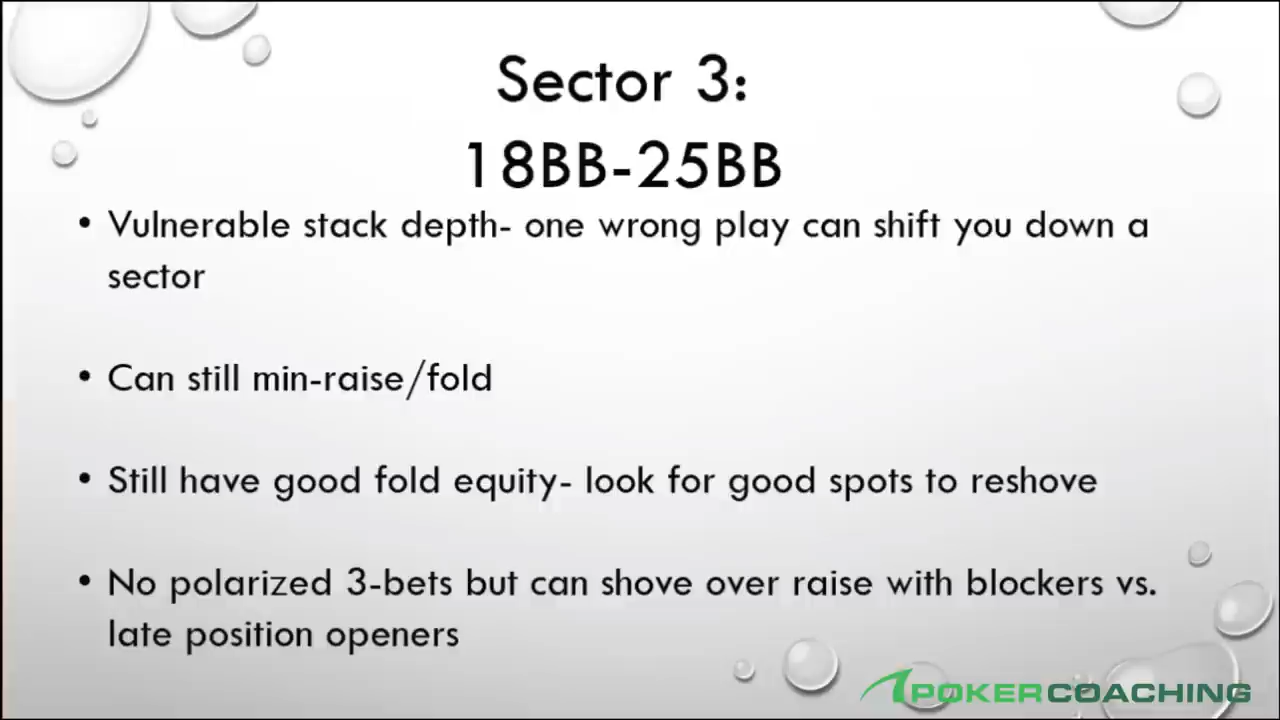 Sector 3:
18BB-25BB
• Vulnerable stack depth- one wrong play can shift you down a
sector
• Can still min-raise/fold
• Still have good fold equity- look for good spots to reshove
• No polarized 3-bets but can shove over raise with blockers vs.
late position openers
POKERCOACHING